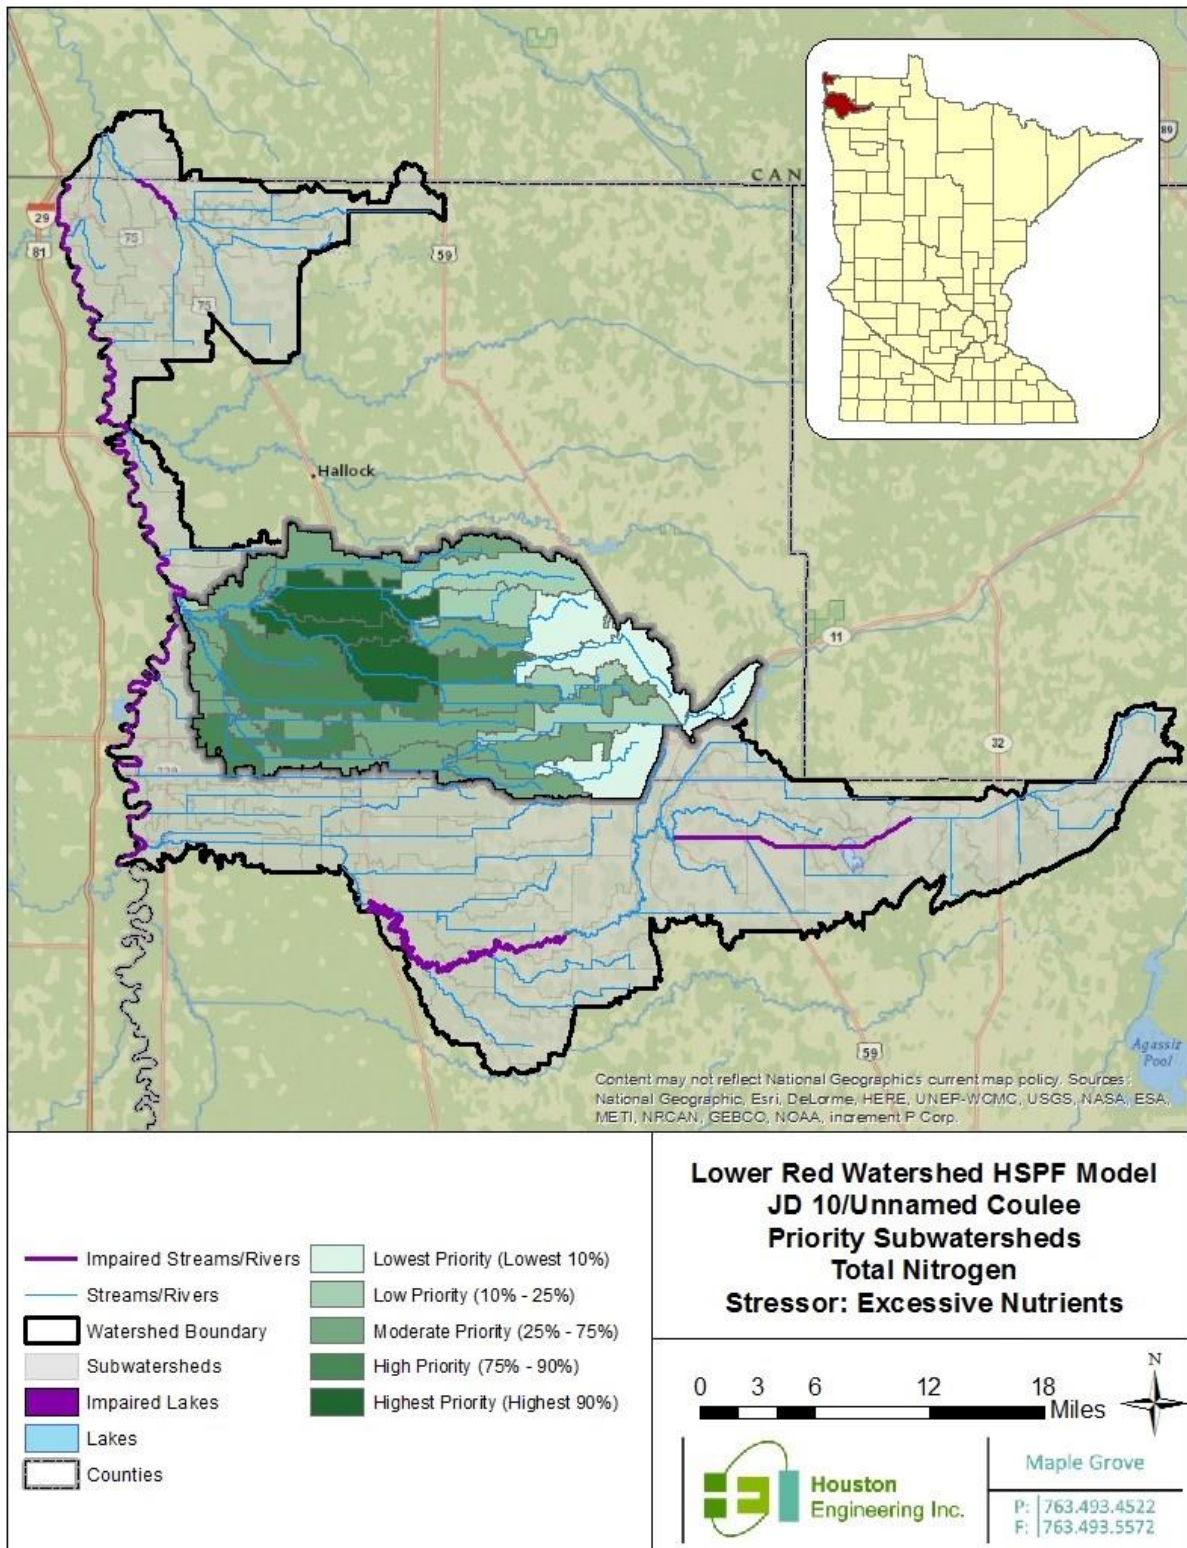 CAN
89
29
81
75
59
75
Hallock
11
32
220
59
Agassiz
Pool
Content may not reflect National Geographic's current map policy. Sources:
National Geographic, Esri, DeLorme, HERE, UNEP-WCMC, USGS, NASA, ESA,
METI, NRCAN, GEBCO, NOAA, increment P Corp.
Impaired Streams/Rivers
Streams/Rivers
Watershed Boundary
Subwatersheds
Impaired Lakes
Lakes
Counties
Lowest Priority (Lowest 10%)
Low Priority (10% - 25%)
Moderate Priority (25% - 75%)
High Priority (75% - 90%)
Highest Priority (Highest 90%)
Lower Red Watershed HSPF Model
JD 10/Unnamed Coulee
Priority Subwatersheds
Total Nitrogen
Stressor: Excessive Nutrients
N
0 3 6 12 18
Miles
Houston
Engineering Inc.
Maple Grove
P: 763.493.4522
F: 763.493.5572